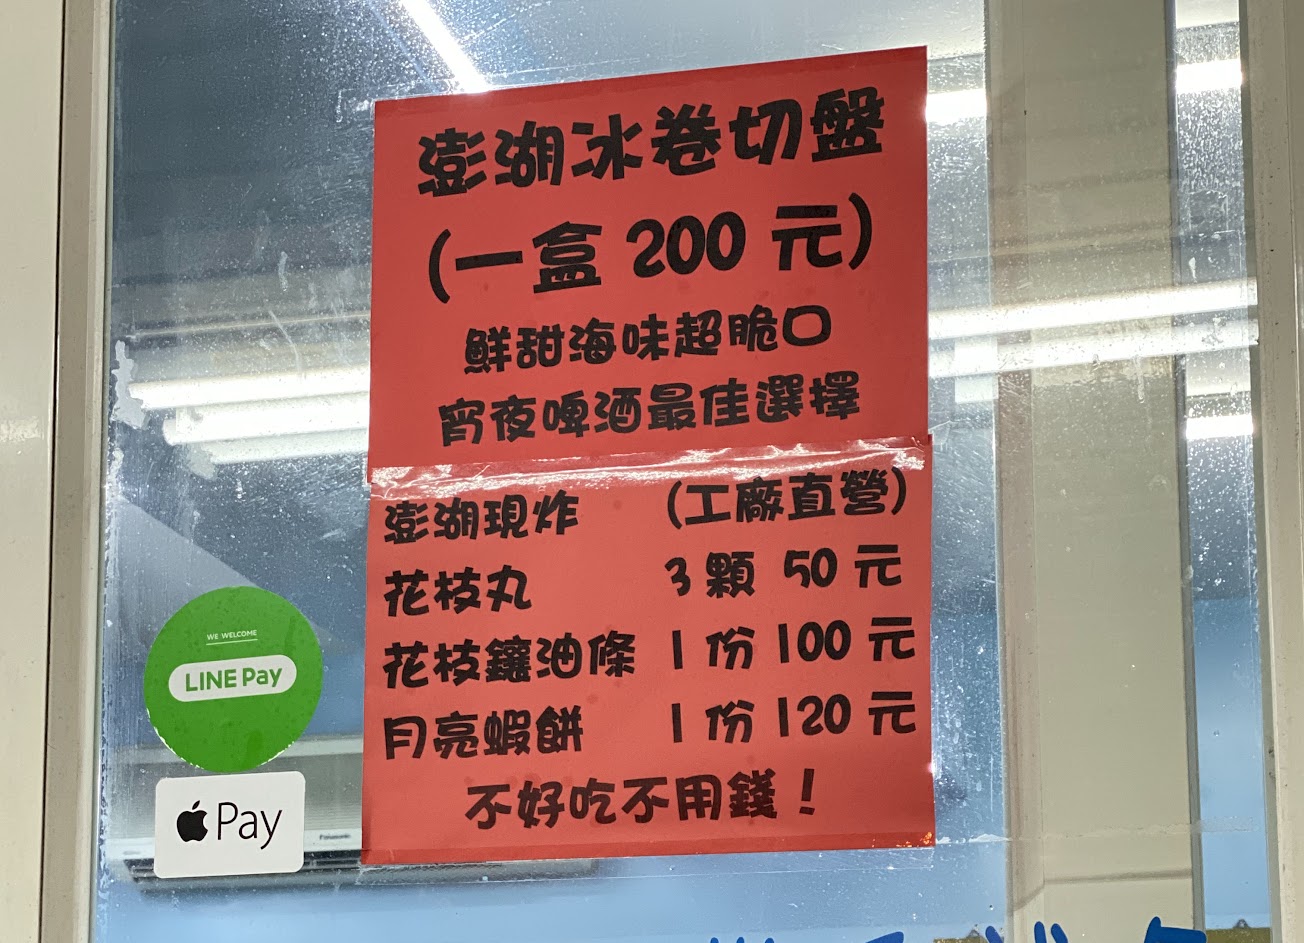 澎湖冰卷切盤
(一盒 200 元)
鮮甜海味超脆口
宵夜啤酒最佳選擇
澎湖現炸 (工廠直營)
花枝丸 3 顆 50 元
花枝鑲油條 1 份 100 元
月亮蝦餅 1 份 120 元
不好吃不用錢！
WE WELCOME
LINE Pay
Pay
Panasonic